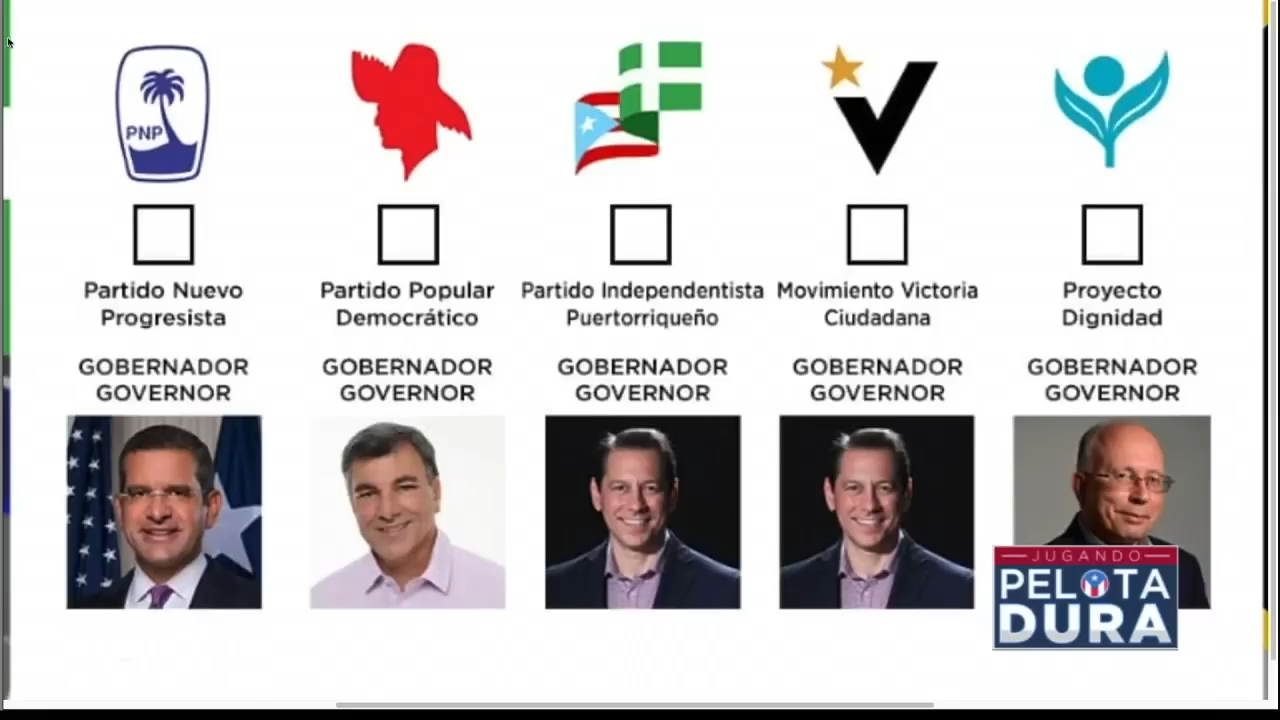 PNP
Partido Nuevo
Progresista
GOBERNADOR
GOVERNOR
Partido Popular
Democrático
GOBERNADOR
GOVERNOR
Partido Independentista
Puertorriqueño
GOBERNADOR
GOVERNOR
Movimiento Victoria
Ciudadana
GOBERNADOR
GOVERNOR
Proyecto
Dignidad
GOBERNADOR
GOVERNOR
JUGANDO
PELOTA
DURA